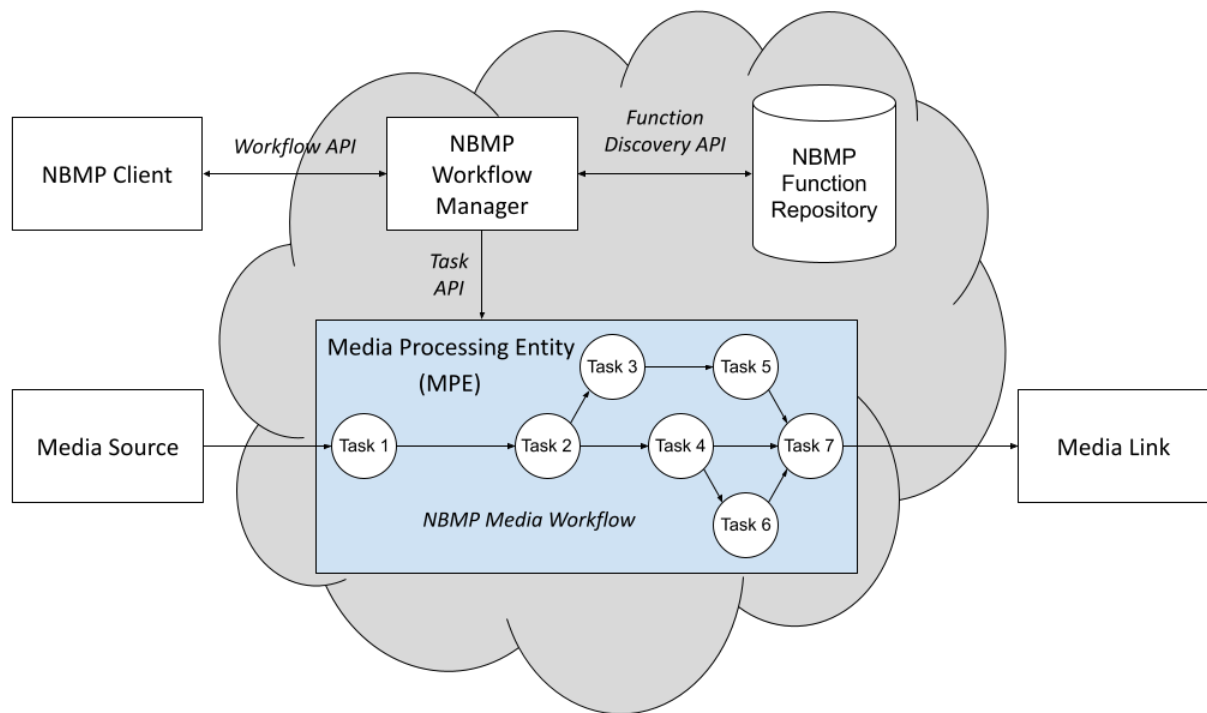 NBMP Client
Workflow API
NBMP
Workflow
Manager
Function
Discovery API
NBMP
Function
Repository
Task
API
Media Processing Entity
(MPE)
Task 3
Task 5
Media Source
Task 1
Task 2
Task 4
Task 7
Media Link
NBMP Media Workflow
Task 6